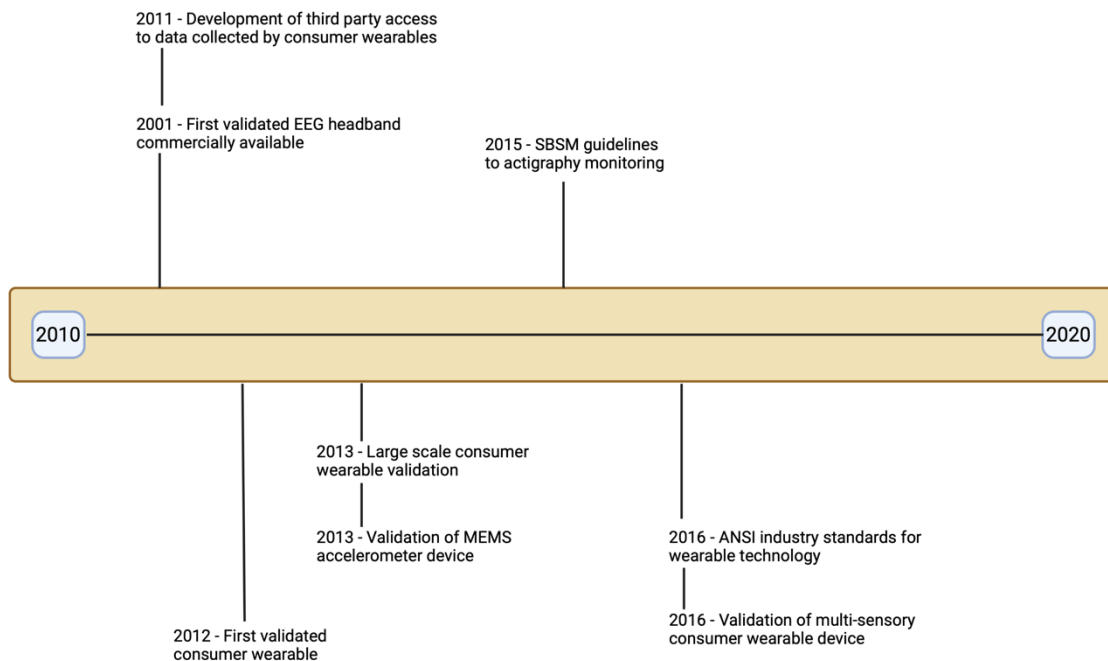 2011 - Development of third party access
to data collected by consumer wearables
2001 - First validated EEG headband
commercially available
2015 - SBSM guidelines
to actigraphy monitoring
2010
2020
2013 - Large scale consumer
wearable validation
2013 - Validation of MEMS
accelerometer device
2016 - ANSI industry standards for
wearable technology
2016 - Validation of multi-sensory
consumer wearable device
2012 - First validated
consumer wearable